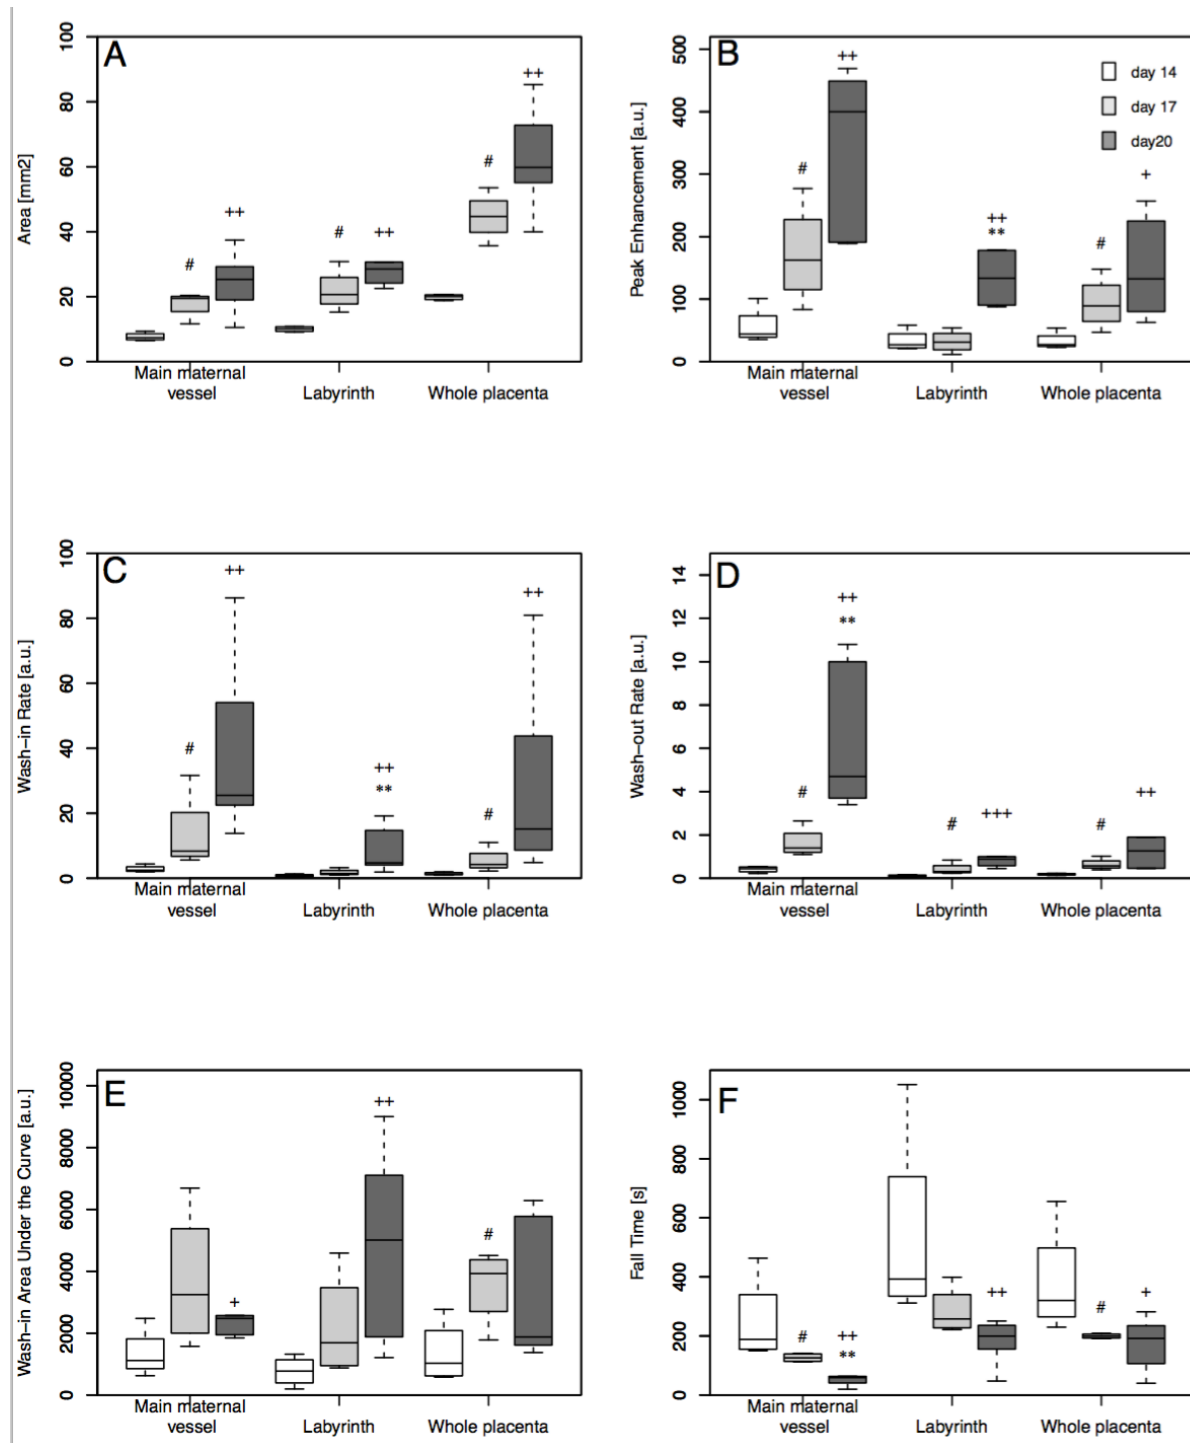 A
Area [mm2]
0
20
40
60
80
100
#
++
#
++
#
++
Main maternal
vessel
Labyrinth
Whole placenta
B
Peak Enhancement [a.u.]
0
100
200
300
400
500
day 14
day 17
day20
#
++
++
**
#
+
Main maternal
vessel
Labyrinth
Whole placenta
C
Wash–in Rate [a.u.]
0
20
40
60
80
100
#
++
++
**
#
++
Main maternal
vessel
Labyrinth
Whole placenta
D
Wash–out Rate [a.u.]
0
2
4
6
8
10
12
14
#
++
**
#
+++
#
++
Main maternal
vessel
Labyrinth
Whole placenta
E
Wash–in Area Under the Curve [a.u.]
0
2000
4000
6000
8000
10000
+
++
#
Main maternal
vessel
Labyrinth
Whole placenta
F
Fall Time [s]
0
200
400
600
800
1000
#
++
**
++
#
+
Main maternal
vessel
Labyrinth
Whole placenta